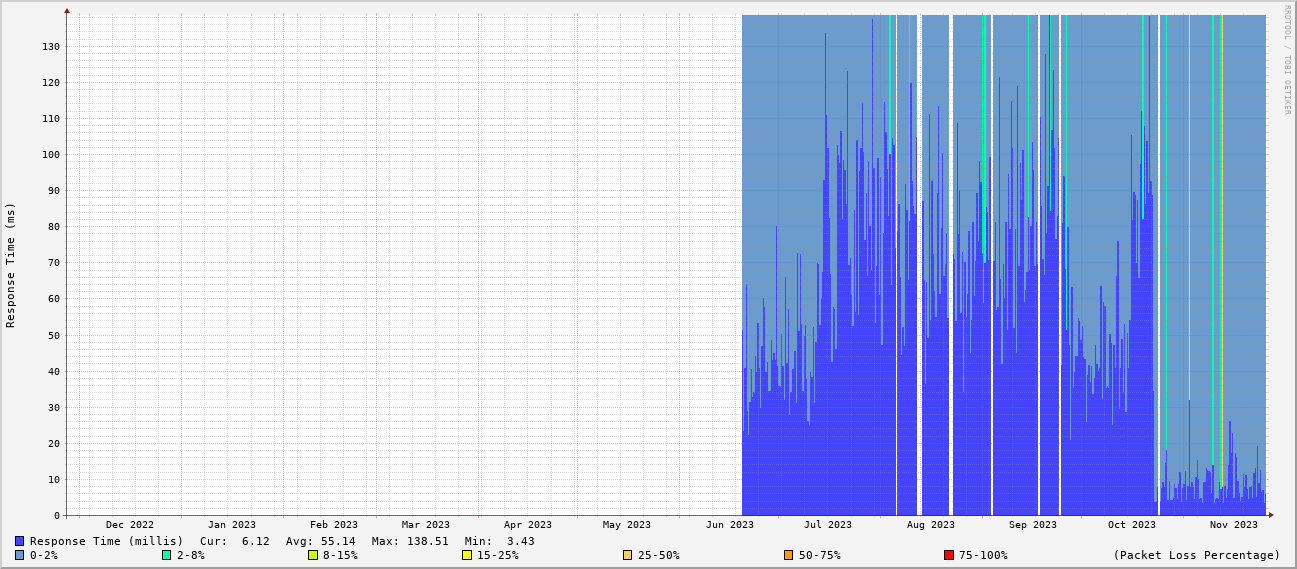 RRDTOOL / TOBI OETIKER
Response Time (ms)
130
120
110
100
90
80
70
60
50
40
30
20
10
0
Dec 2022 Jan 2023 Feb 2023 Mar 2023 Apr 2023 May 2023 Jun 2023 Jul 2023 Aug 2023 Sep 2023 Oct 2023 Nov 2023
Response Time (millis) Cur: 6.12 Avg: 55.14 Max: 138.51 Min: 3.43
0-2% 2-8% 8-15% 15-25% 25-50% 50-75% 75-100% (Packet Loss Percentage)